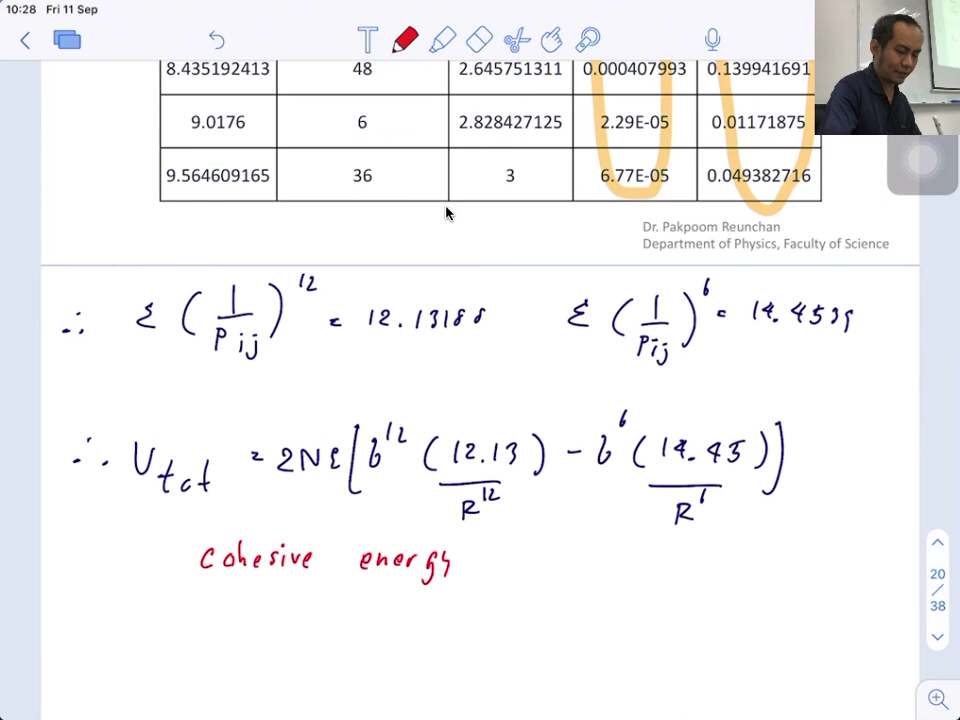 10:28 Fri 11 Sep
8.435192413 48 2.645751311 0.000407993 0.139941691
9.0176 6 2.828427125 2.29E-05 0.01171875
9.564609165 36 3 6.77E-05 0.049382716
Dr. Pakpoom Reunchan
Department of Physics, Faculty of Science
∴ Σ (1/Pij)^12 = 12.13188 Σ (1/Pij)^6 = 14.4539
∴ Utot = 2Nε[σ^12 (12.13)/R^12 − σ^6 (14.45)/R^6]
cohesive energy
20
/
38